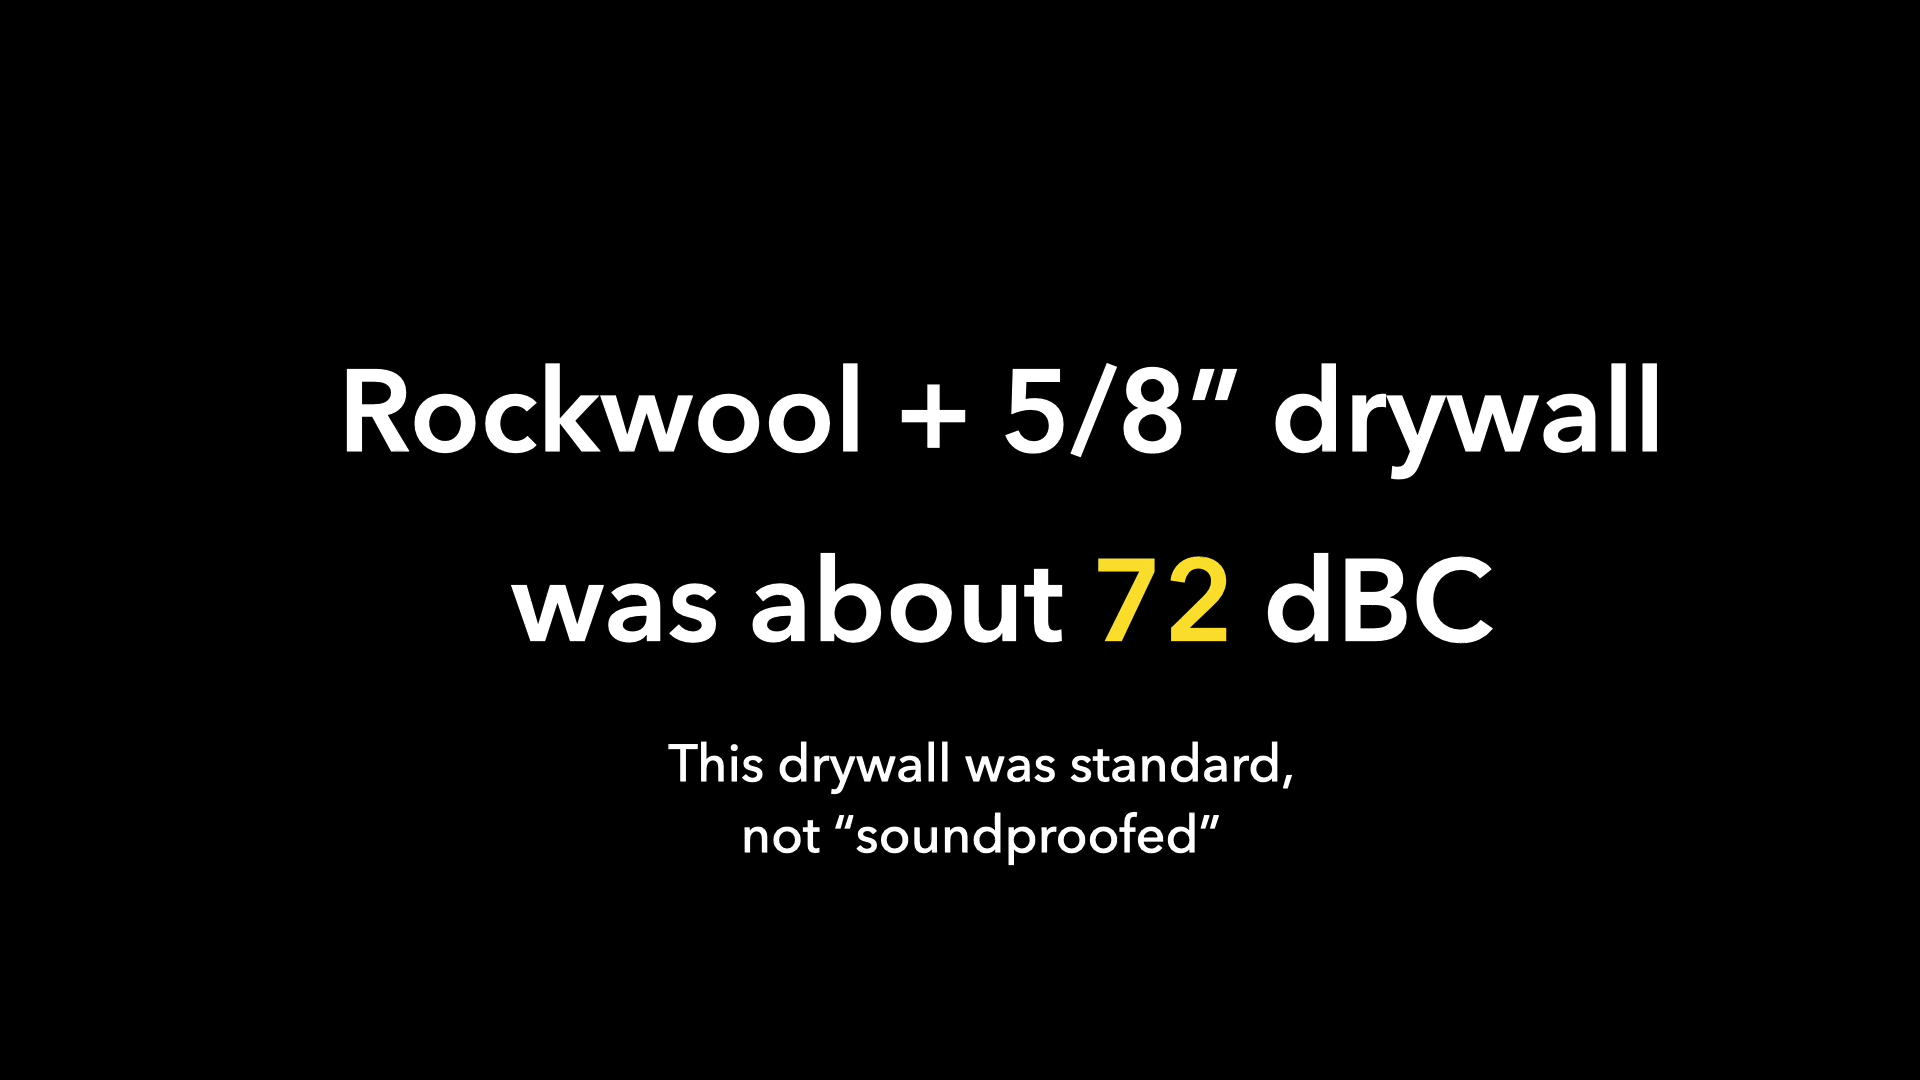 Rockwool + 5/8” drywall
was about 72 dBC
This drywall was standard,
not “soundproofed”